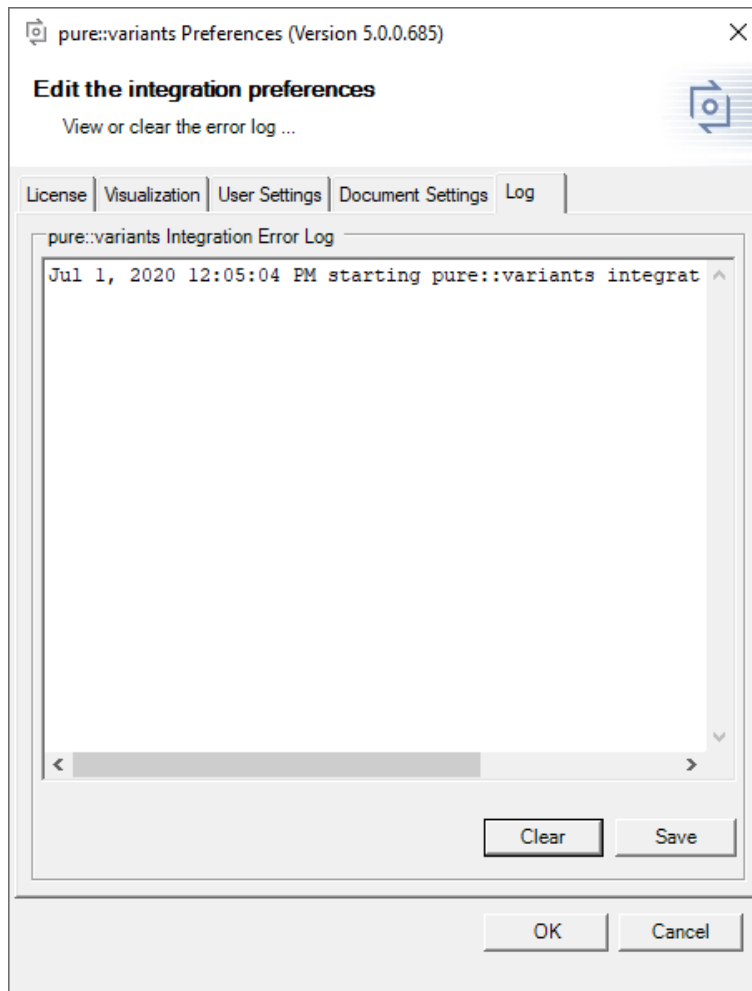 pure::variants Preferences (Version 5.0.0.685)
Edit the integration preferences
View or clear the error log ...
License Visualization User Settings Document Settings Log
pure::variants Integration Error Log
Jul 1, 2020 12:05:04 PM starting pure::variants integrat
Clear Save
OK Cancel